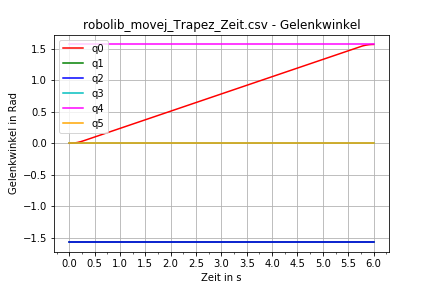 robolib_movej_Trapez_Zeit.csv - Gelenkwinkel
Gelenkwinkel in Rad
1.5
1.0
0.5
0.0
−0.5
−1.0
−1.5
q0
q1
q2
q3
q4
q5
0.0 0.5 1.0 1.5 2.0 2.5 3.0 3.5 4.0 4.5 5.0 5.5 6.0
Zeit in s